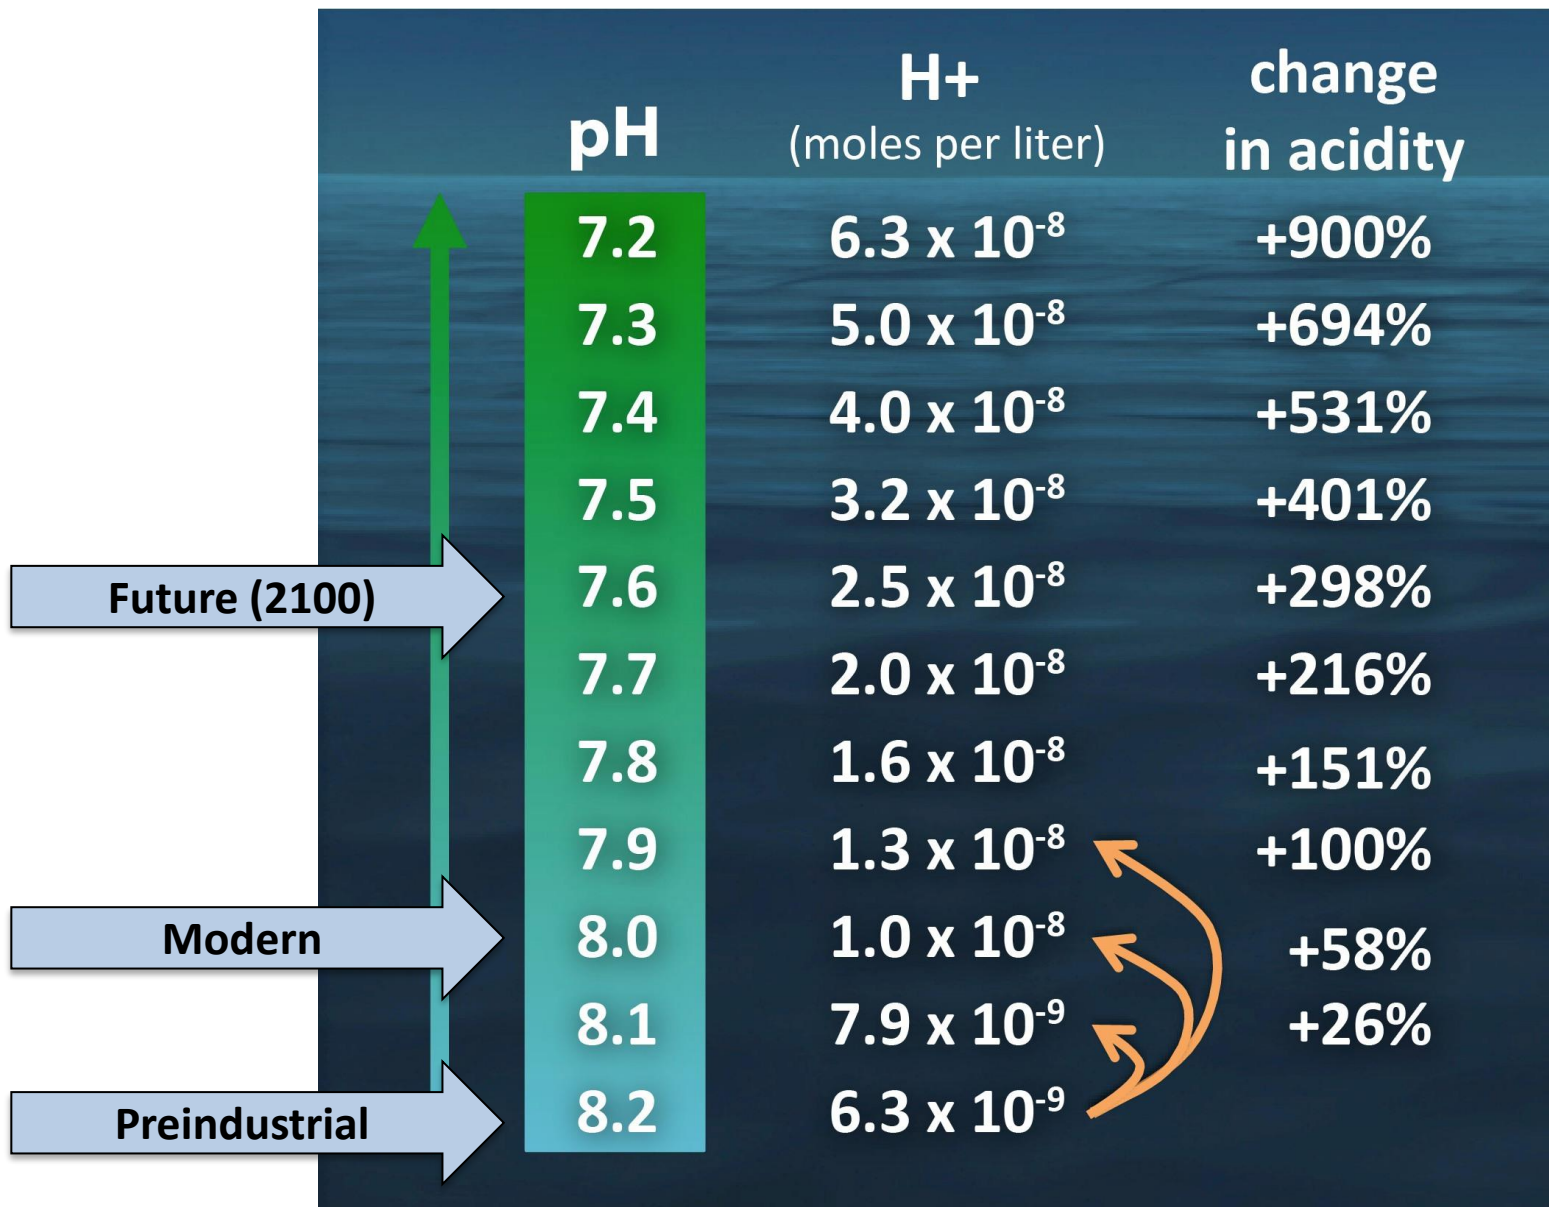 pH H+ change
(moles per liter) in acidity
7.2 6.3 x 10⁻⁸ +900%
7.3 5.0 x 10⁻⁸ +694%
7.4 4.0 x 10⁻⁸ +531%
7.5 3.2 x 10⁻⁸ +401%
Future (2100) 7.6 2.5 x 10⁻⁸ +298%
7.7 2.0 x 10⁻⁸ +216%
7.8 1.6 x 10⁻⁸ +151%
7.9 1.3 x 10⁻⁸ +100%
Modern 8.0 1.0 x 10⁻⁸ +58%
8.1 7.9 x 10⁻⁹ +26%
Preindustrial 8.2 6.3 x 10⁻⁹